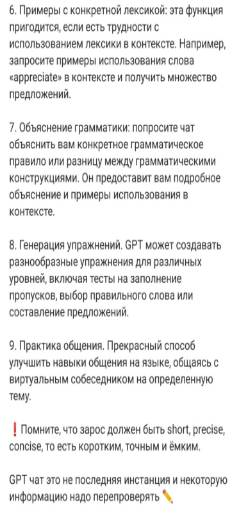 6. Примеры с конкретной лексикой: эта функция
пригодится, если есть трудности с
использованием лексики в контексте. Например,
запросите примеры использования слова
«appreciate» в контексте и получить множество
предложений.
7. Объяснение грамматики: попросите чат
объяснить вам конкретное грамматическое
правило или разницу между грамматическими
конструкциями. Он предоставит вам подробное
объяснение и примеры использования в
контексте.
8. Генерация упражнений. GPT может создавать
разнообразные упражнения для различных
уровней, включая тесты на заполнение
пропусков, выбор правильного слова или
составление предложений.
9. Практика общения. Прекрасный способ
улучшить навыки общения на языке, общаясь с
виртуальным собеседником на определенную
тему.
❗Помните, что зарос должен быть short, precise,
concise, то есть коротким, точным и ёмким.
GPT чат это не последняя инстанция и некоторую
информацию надо перепроверять ✏️